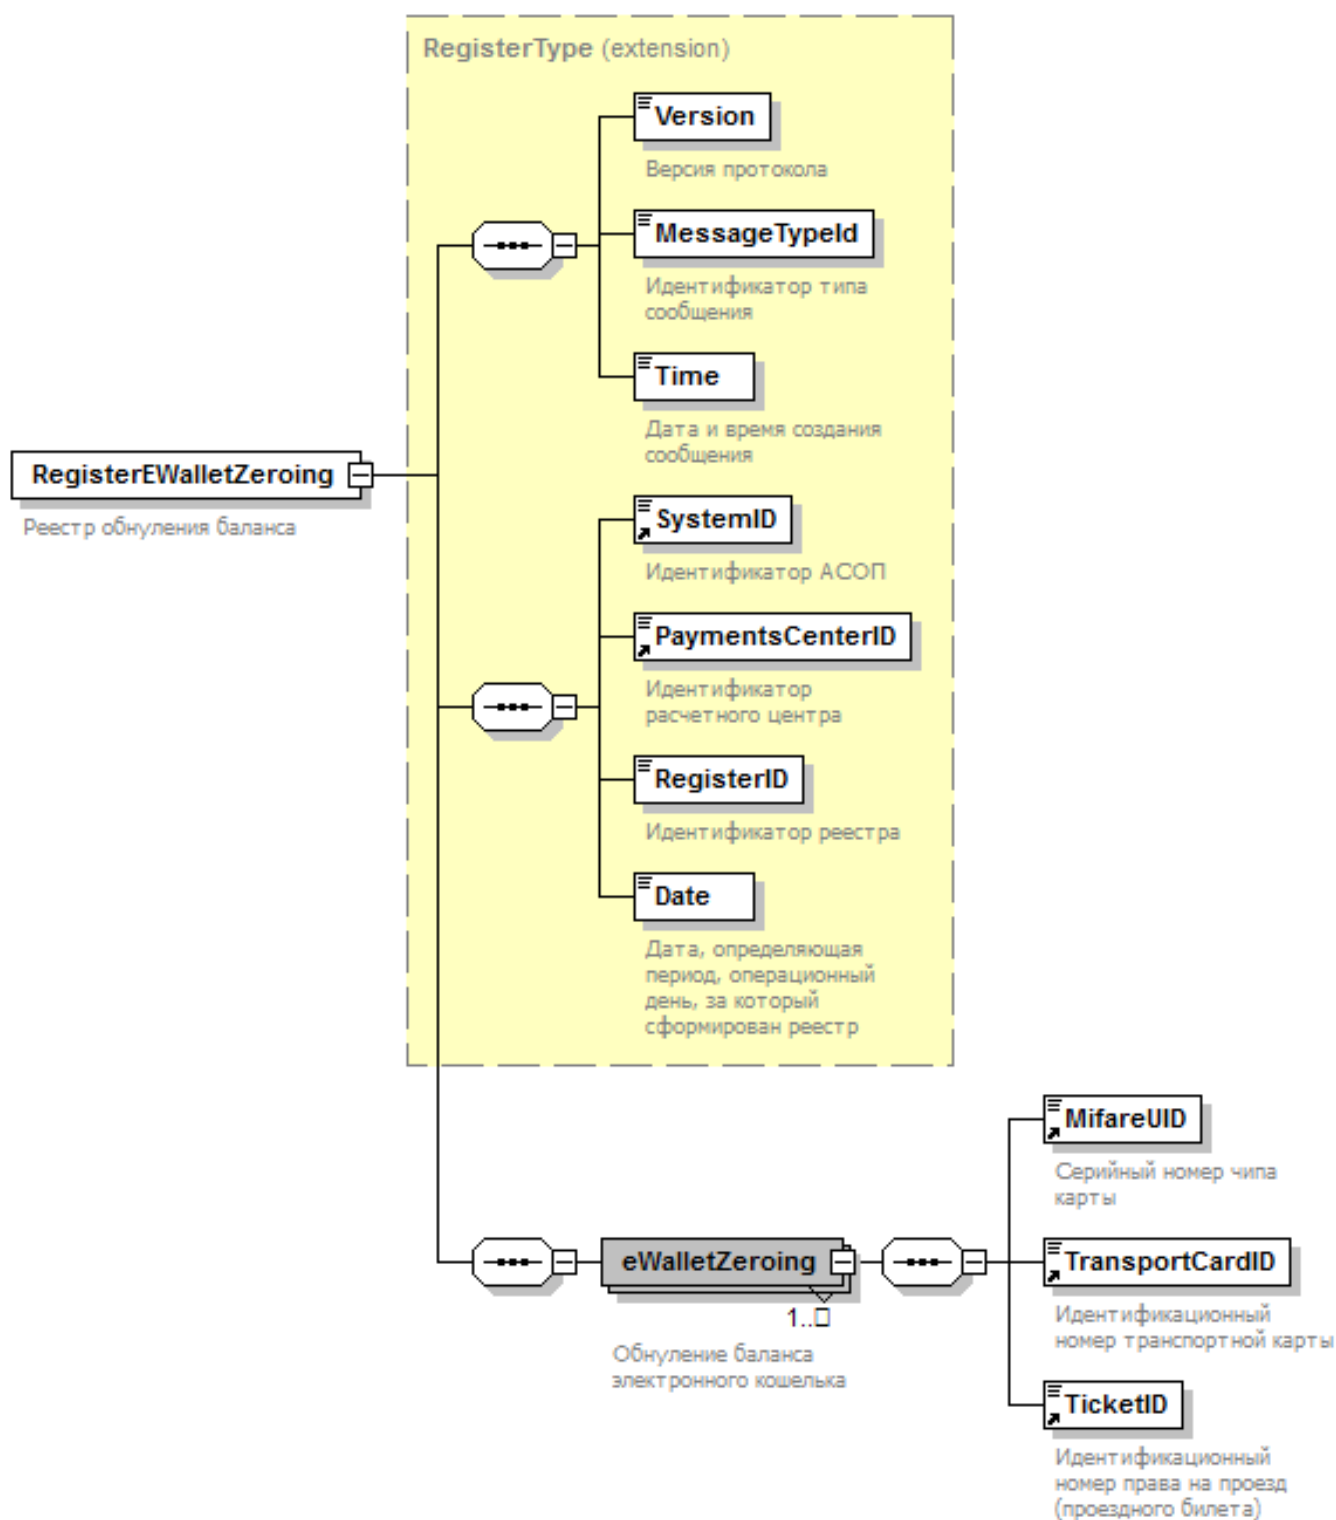 RegisterType (extension)
Version
Версия протокола
MessageTypeId
Идентификатор типа
сообщения
Time
Дата и время создания
сообщения
RegisterEWalletZeroing
Реестр обнуления баланса
SystemID
Идентификатор АСОП
PaymentsCenterID
Идентификатор
расчетного центра
RegisterID
Идентификатор реестра
Date
Дата, определяющая
период, операционный
день, за который
сформирован реестр
eWalletZeroing
1..□
Обнуление баланса
электронного кошелька
MifareUID
Серийный номер чипа
карты
TransportCardID
Идентификационный
номер транспортной карты
TicketID
Идентификационный
номер права на проезд
(проездного билета)